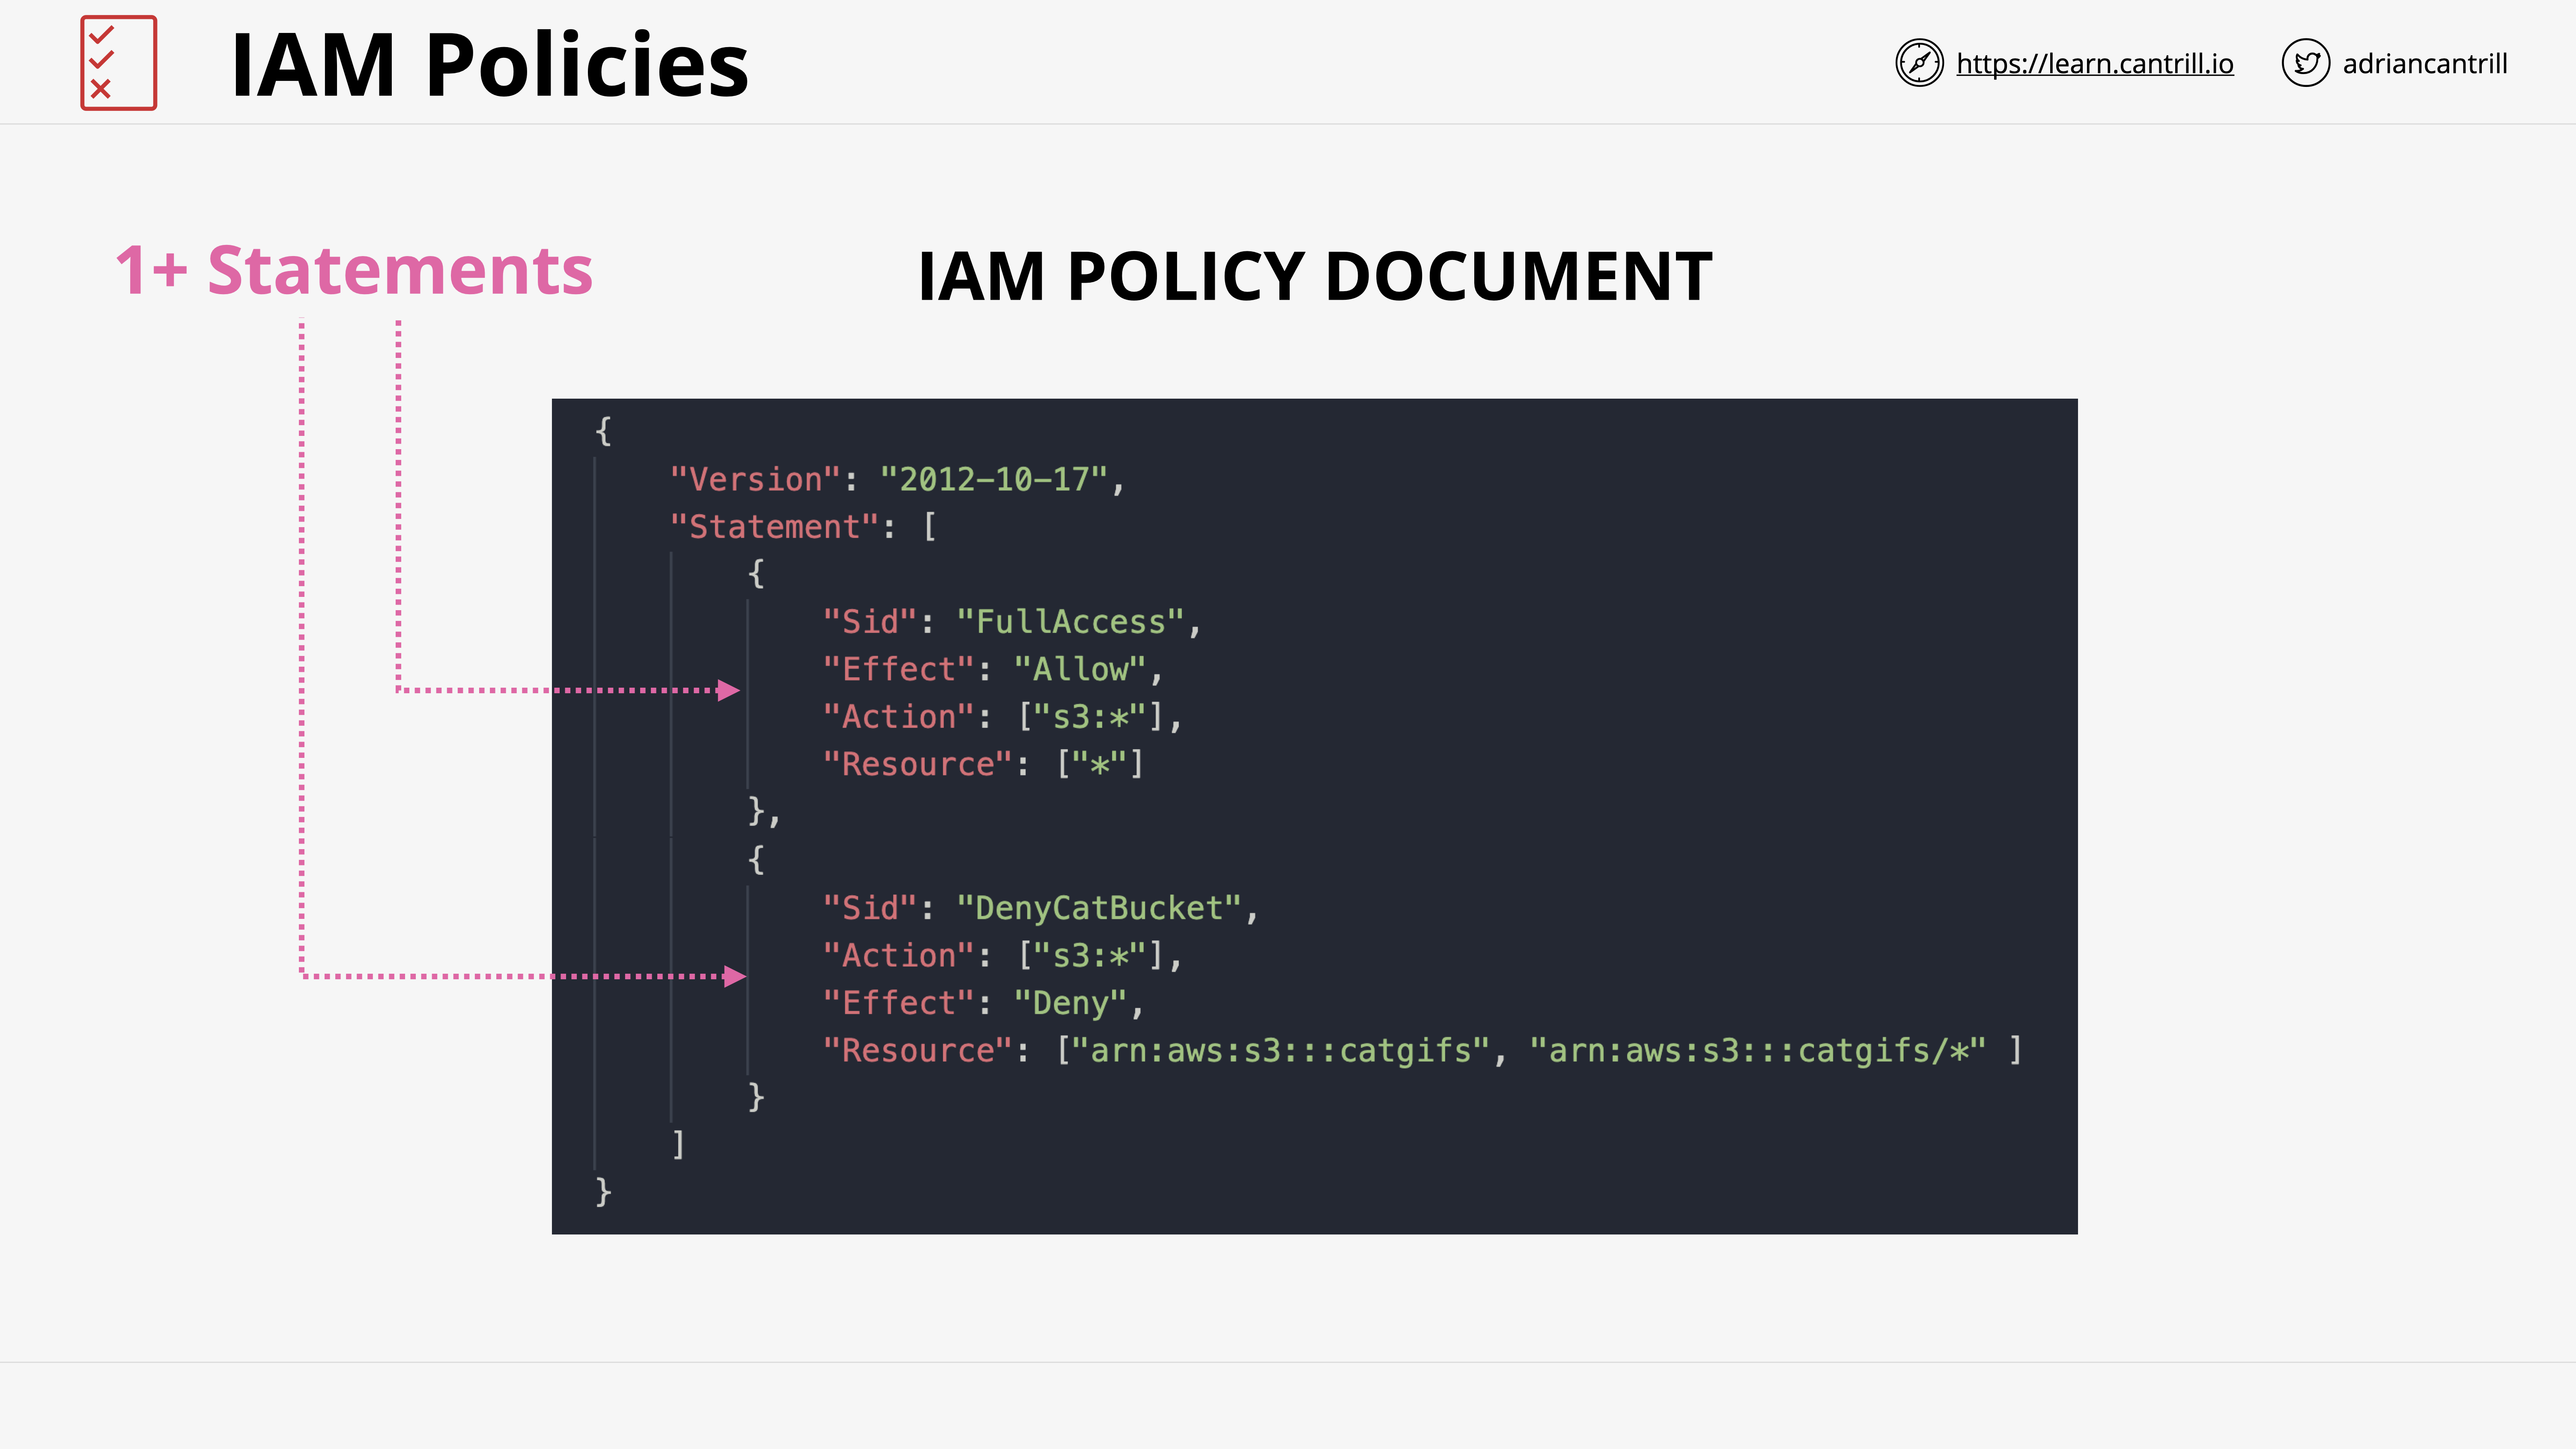 IAM Policies
https://learn.cantrill.io
adriancantrill
1+ Statements
IAM POLICY DOCUMENT
{
"Version": "2012-10-17",
"Statement": [
{
"Sid": "FullAccess",
"Effect": "Allow",
"Action": ["s3:*"],
"Resource": ["*"]
},
{
"Sid": "DenyCatBucket",
"Action": ["s3:*"],
"Effect": "Deny",
"Resource": ["arn:aws:s3:::catgifs", "arn:aws:s3:::catgifs/*" ]
}
]
}